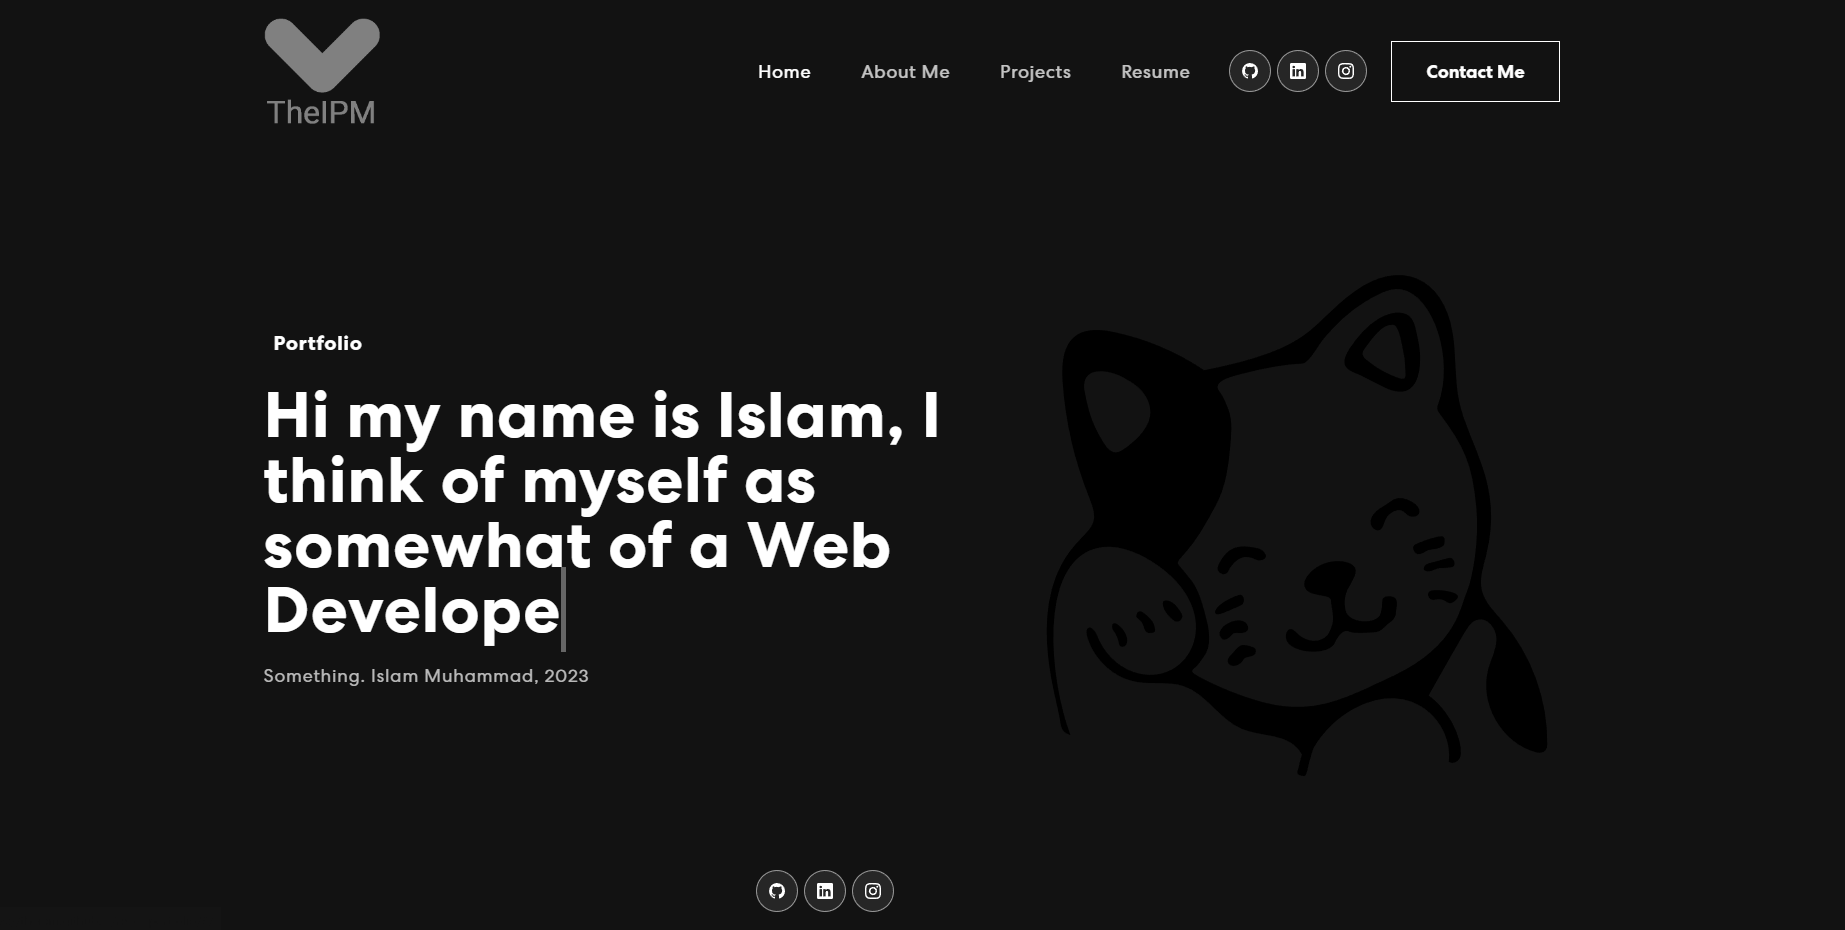 TheIPM
Home
About Me
Projects
Resume
Contact Me
Portfolio
Hi my name is Islam, I
think of myself as
somewhat of a Web
Develope
Something. Islam Muhammad, 2023